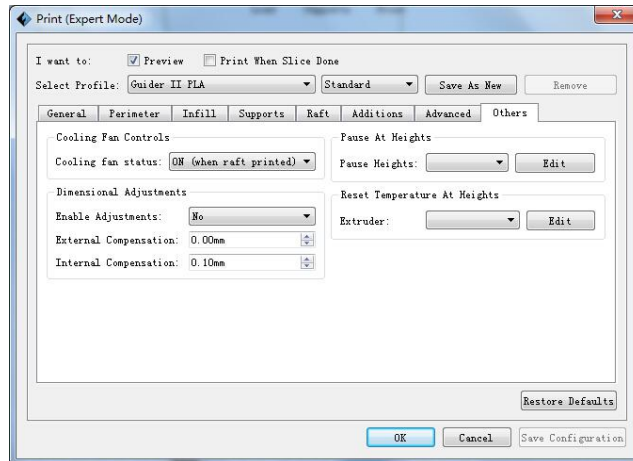 Print (Expert Mode)
I want to: Preview Print When Slice Done
Select Profile: Guider II PLA Standard Save As New Remove
General Perimeter Infill Supports Raft Additions Advanced Others
Cooling Fan Controls
Cooling fan status: ON (when raft printed)
Dimensional Adjustments
Enable Adjustments: No
External Compensation: 0.00mm
Internal Compensation: 0.10mm
Pause At Heights
Pause Heights: Edit
Reset Temperature At Heights
Extruder: Edit
Restore Defaults
OK Cancel Save Configuration